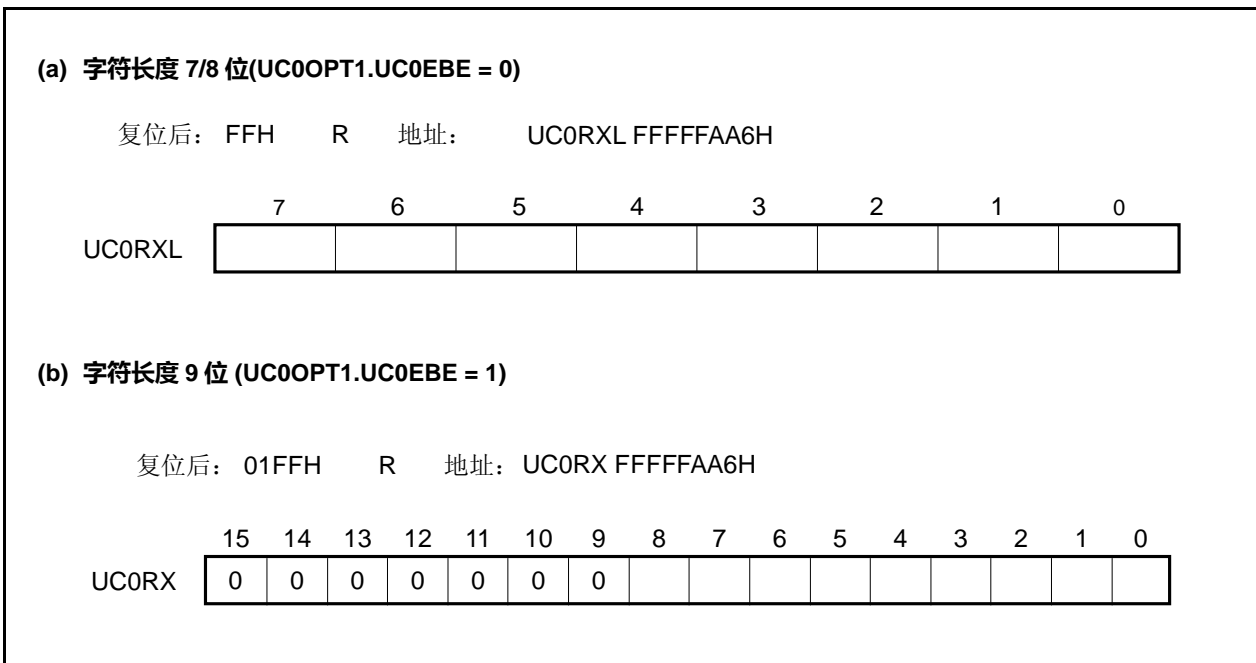 (a) 字符长度 7/8 位(UC0OPT1.UC0EBE = 0)
复位后： FFH R 地址： UC0RXL FFFFFAA6H
7 6 5 4 3 2 1 0
UC0RXL
(b) 字符长度 9 位 (UC0OPT1.UC0EBE = 1)
复位后： 01FFH R 地址： UC0RX FFFFFAA6H
15 14 13 12 11 10 9 8 7 6 5 4 3 2 1 0
UC0RX 0 0 0 0 0 0 0